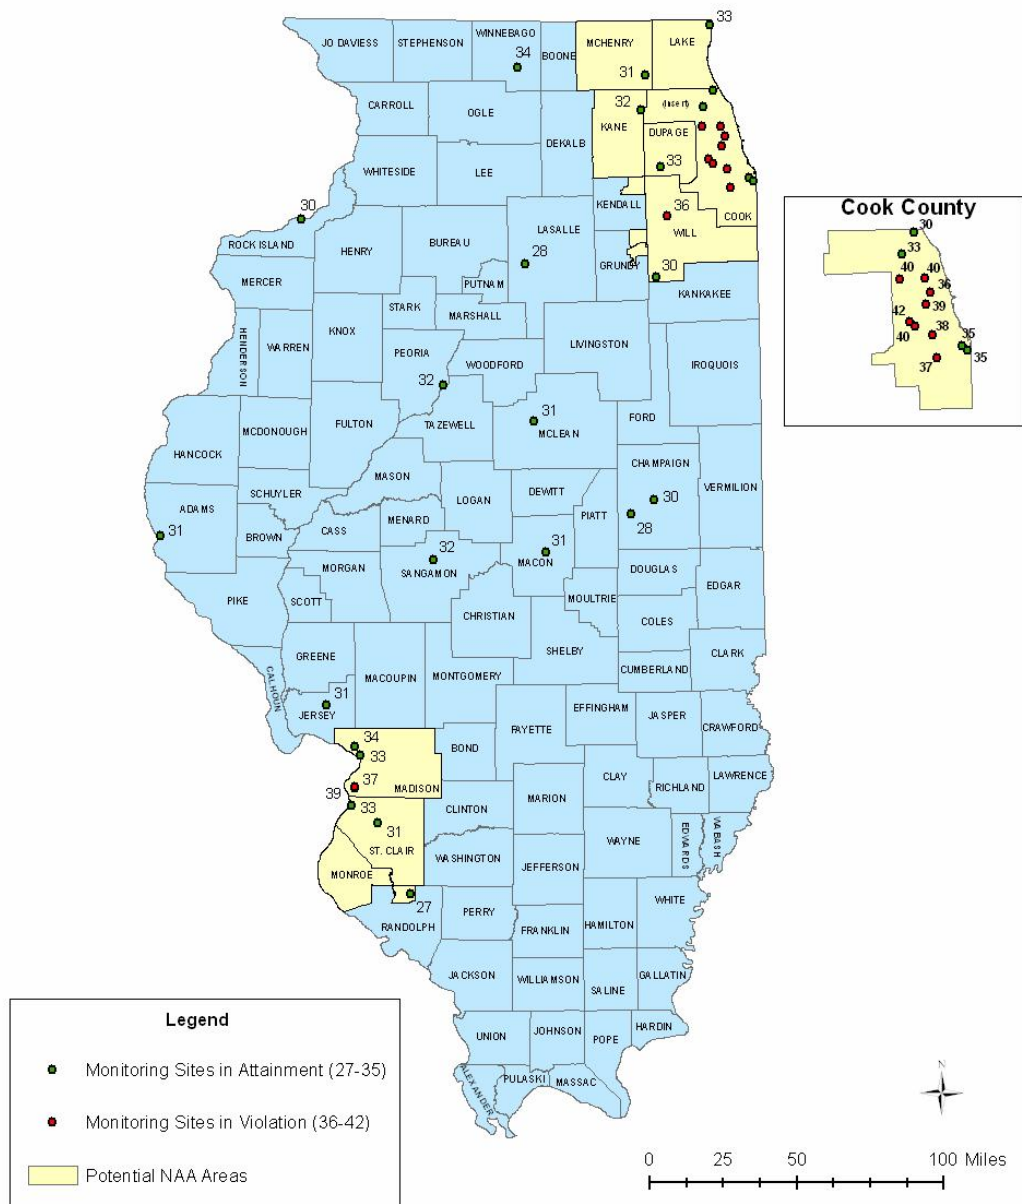 33
JO DAVIESS
STEPHENSON
WINNEBAGO
34
BOONE
MCHENRY
31
LAKE
CARROLL
OGLE
32
KANE
(Insert)
DUPAGE
33
DEKALB
WHITESIDE
LEE
30
ROCK ISLAND
HENRY
BUREAU
LASALLE
28
KENDALL
36
COOK
WILL
GRUNDY
30
KANKAKEE
Cook County
30
33
40
40
36
39
42
40
38
35
35
37
MERCER
PUTNAM
STARK
MARSHALL
HENDERSON
WARREN
KNOX
PEORIA
32
WOODFORD
LIVINGSTON
IROQUOIS
HANCOCK
MCDONOUGH
FULTON
TAZEWELL
31
MCLEAN
FORD
CHAMPAIGN
30
28
VERMILION
ADAMS
31
SCHUYLER
MASON
LOGAN
DEWITT
PIATT
BROWN
CASS
MENARD
32
SANGAMON
31
MACON
DOUGLAS
EDGAR
PIKE
SCOTT
MORGAN
CHRISTIAN
MOULTRIE
COLES
SHELBY
CLARK
GREENE
CALHOUN
MACOUPIN
MONTGOMERY
CUMBERLAND
31
JERSEY
FAYETTE
EFFINGHAM
JASPER
CRAWFORD
34
33
BOND
37
MADISON
CLAY
RICHLAND
LAWRENCE
39
33
31
ST. CLAIR
CLINTON
MARION
WAYNE
EDWARDS
WABASH
MONROE
WASHINGTON
JEFFERSON
27
RANDOLPH
PERRY
FRANKLIN
HAMILTON
WHITE
JACKSON
WILLIAMSON
SALINE
GALLATIN
UNION
JOHNSON
POPE
HARDIN
ALEXANDER
PULASKI
MASSAC
Legend
Monitoring Sites in Attainment (27-35)
Monitoring Sites in Violation (36-42)
Potential NAA Areas
N
0 25 50 100 Miles